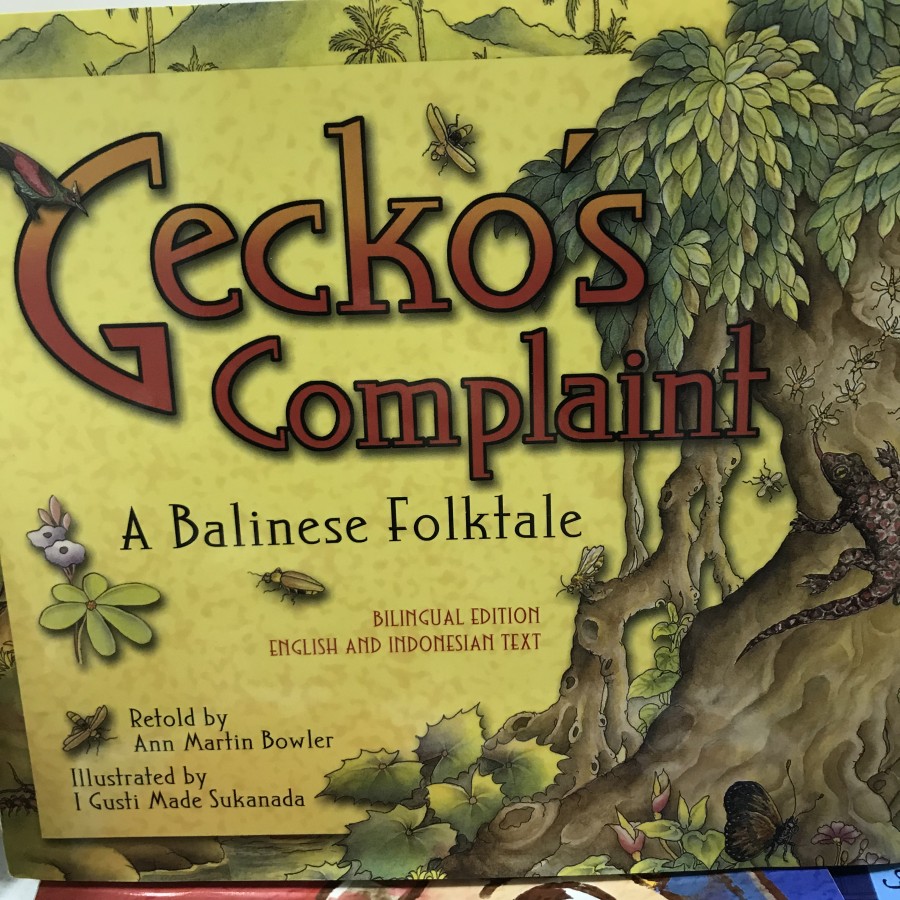 Gecko's
Complaint
A Balinese Folktale
BILINGUAL EDITION
ENGLISH AND INDONESIAN TEXT
Retold by
Ann Martin Bowler
Illustrated by
I Gusti Made Sukanada